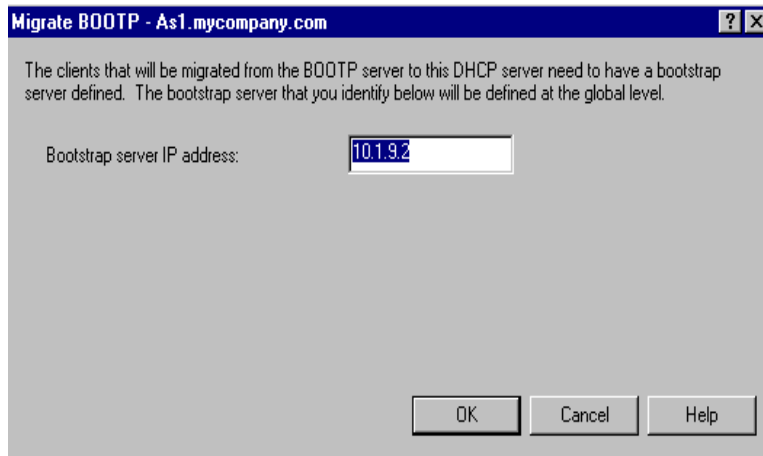 Migrate BOOTP - As1.mycompany.com
The clients that will be migrated from the BOOTP server to this DHCP server need to have a bootstrap
server defined. The bootstrap server that you identify below will be defined at the global level.
Bootstrap server IP address: 10.1.9.2
OK Cancel Help